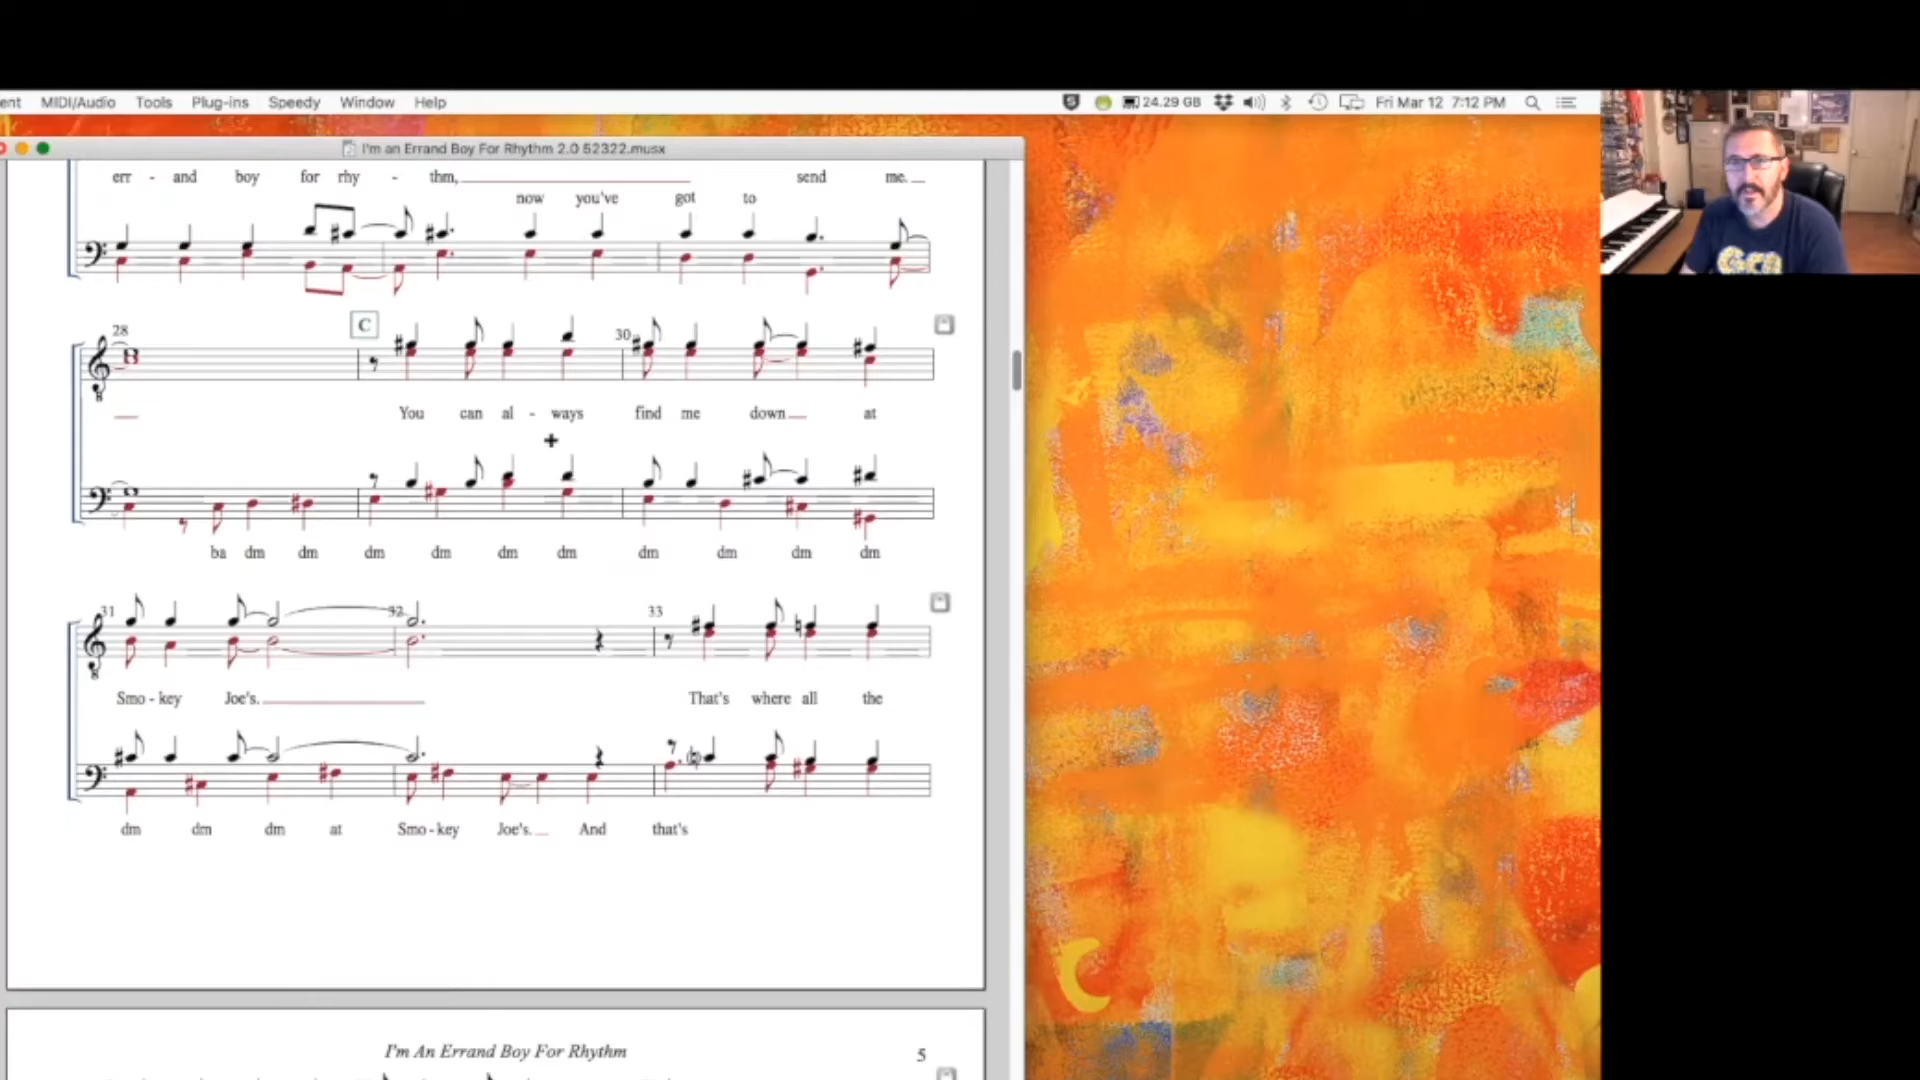 ent MIDI/Audio Tools Plug-ins Speedy Window Help 24.29 GB Fri Mar 12 7:12 PM
I'm an Errand Boy For Rhythm 2.0 52322.musx
err - and boy for rhy - thm, send me.
now you've got to
28 C 30
You can al - ways find me down at
ba dm dm dm dm dm dm dm dm dm dm
31 32 33
Smo - key Joe's. That's where all the
dm dm dm at Smo - key Joe's. And that's
I'm An Errand Boy For Rhythm 5